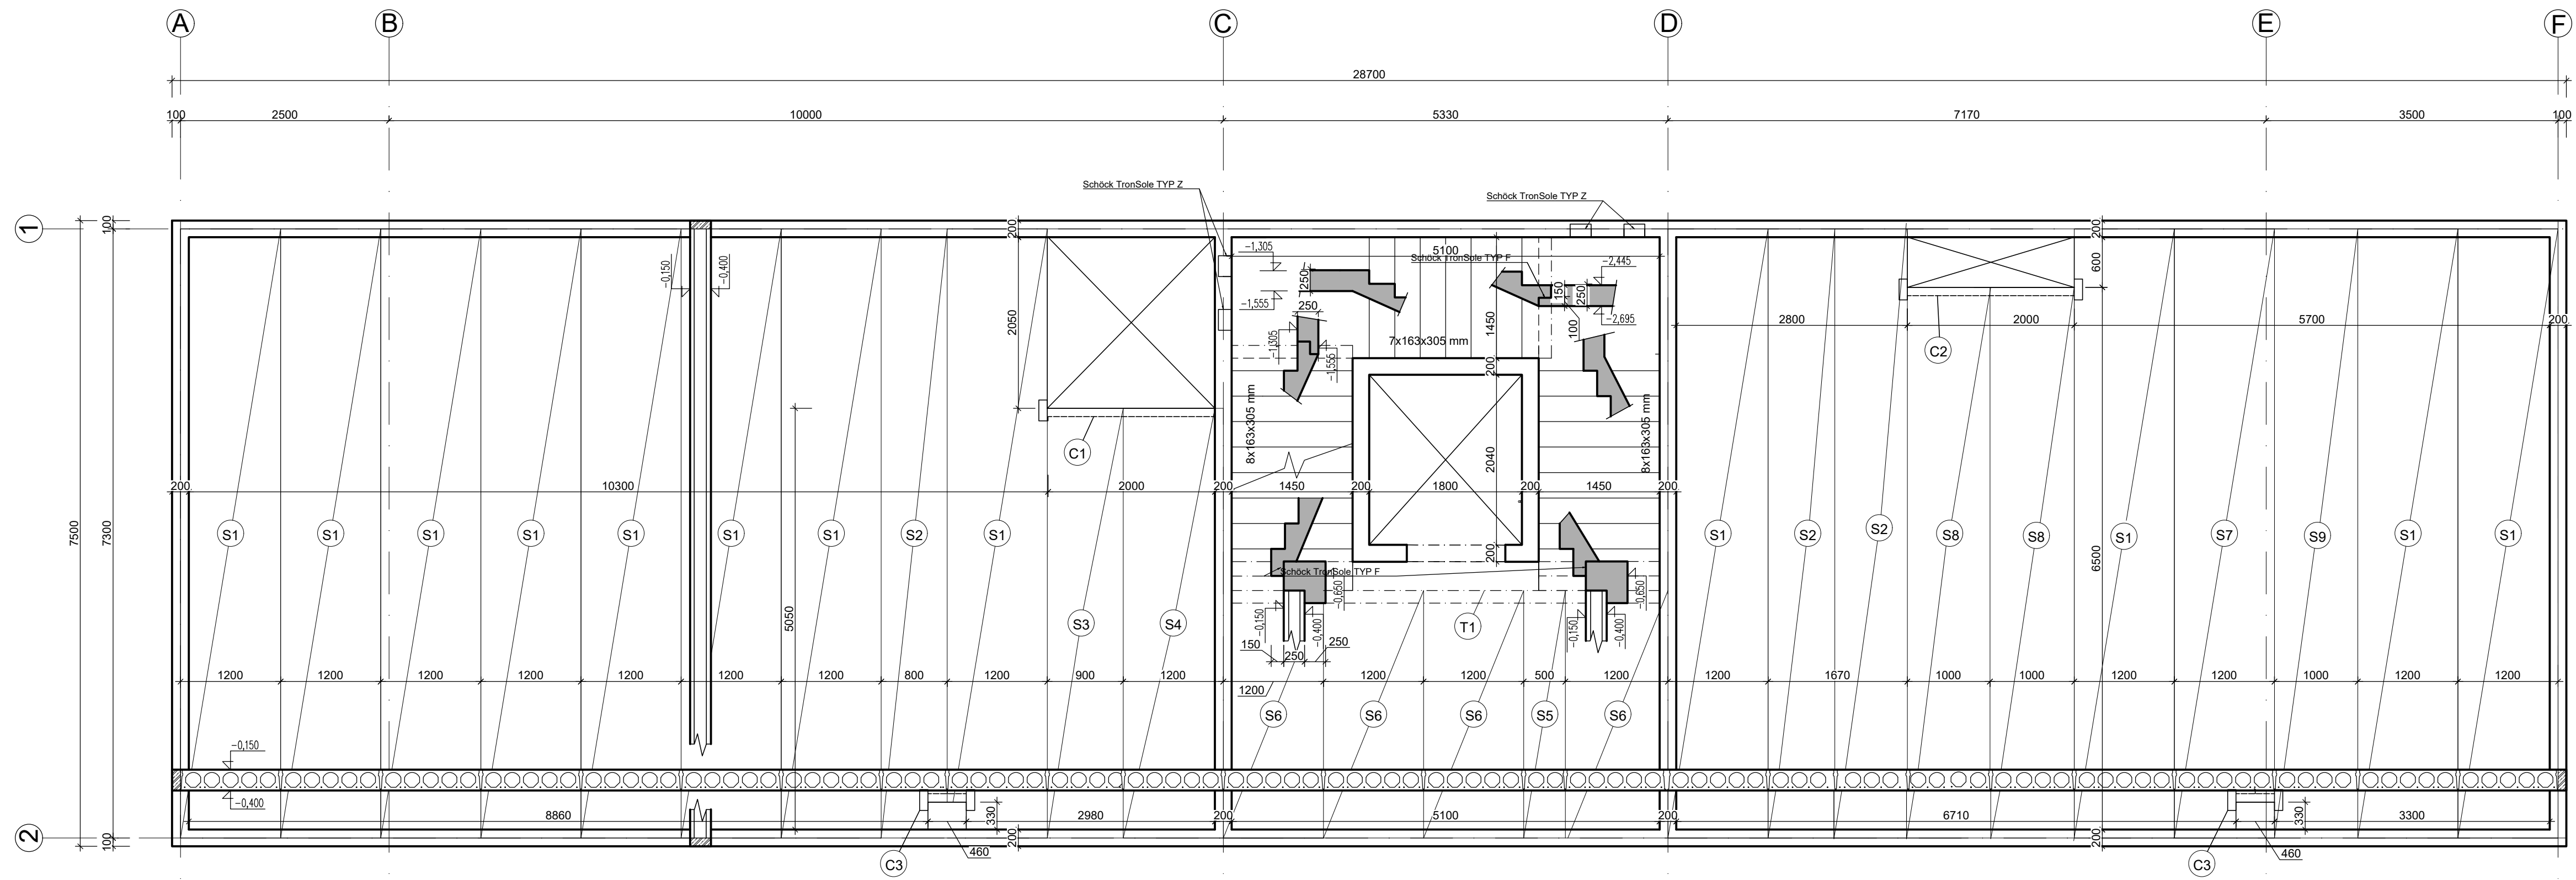 A B C D E F
28700
100 2500 10000 5330 7170 3500 100
Schöck TronSole TYP Z
Schöck TronSole TYP Z
1
100
7500
7300
200
200
200
-0,150
-0,400
-1,305
5100
Schöck TronSole TYP F
-2,445
250
-1,555
250
150
250
-2,695
100
1450
600
2050
-1,305
-1,555
7x163x305 mm
2800 2000 5700 200
C2
200
C1
8x163x305 mm
8x163x305 mm
2040
200 10300 2000 200 1450 200 1800 200 1450 200
S1 S1 S1 S1 S1 S1 S1 S2 S1
S1 S2 S2 S8 S8 S1 S7 S9 S1 S1
6500
200
Schöck TronSole TYP F
-0,650
-0,650
5050
S3 S4
-0,150
-0,400
T1
-0,150
-0,400
150 250 250
1200 1200 1200 1200 1200 1200 1200 800 1200 900 1200
1200 1200 1200 500 1200
1200 1670 1000 1000 1200 1200 1000 1200 1200
S6 S6 S6 S5 S6
-0,150
-0,400
8860 330 2980 200 5100 200 6710 330 3300
2
100
200
200
C3 460
C3 460